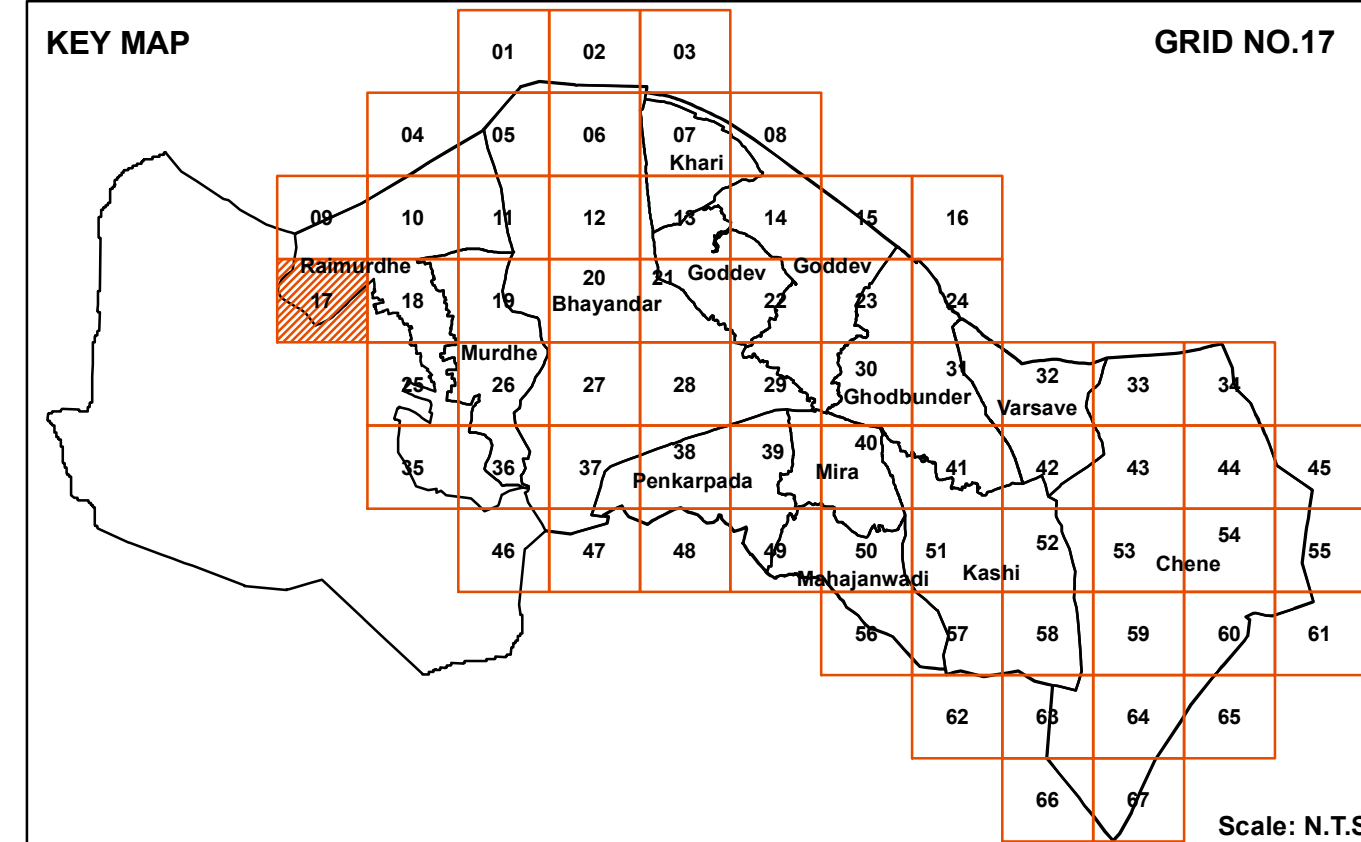 KEY MAP
GRID NO.17
01 02 03
04 05 06 07 08
Khari
09 10 11 12 13 14 15 16
Raimurdhe
Goddev
Goddev
17 18 19 20 21 22 23 24
Bhayandar
Murdhe
25 26 27 28 29 30 31 32 33 34
Ghodbunder
Varsave
35 36 37 38 39 40 41 42 43 44 45
Penkarpada
Mira
46 47 48 49 50 51 52 53 54 55
Mahajanwadi
Kashi
Chene
56 57 58 59 60 61
62 63 64 65
66 67
Scale: N.T.S